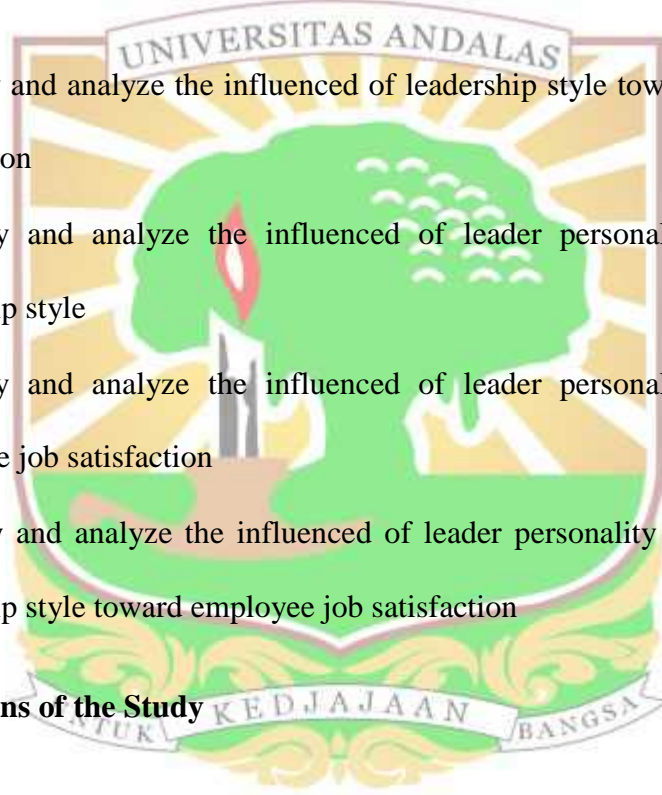 UNIVERSITAS ANDALAS
y and analyze the influenced of leadership style tow
on
y and analyze the influenced of leader personal
p style
y and analyze the influenced of leader personal
e job satisfaction
y and analyze the influenced of leader personality
ip style toward employee job satisfaction
ns of the Study
TUK KEDJAJAAN BANGSA